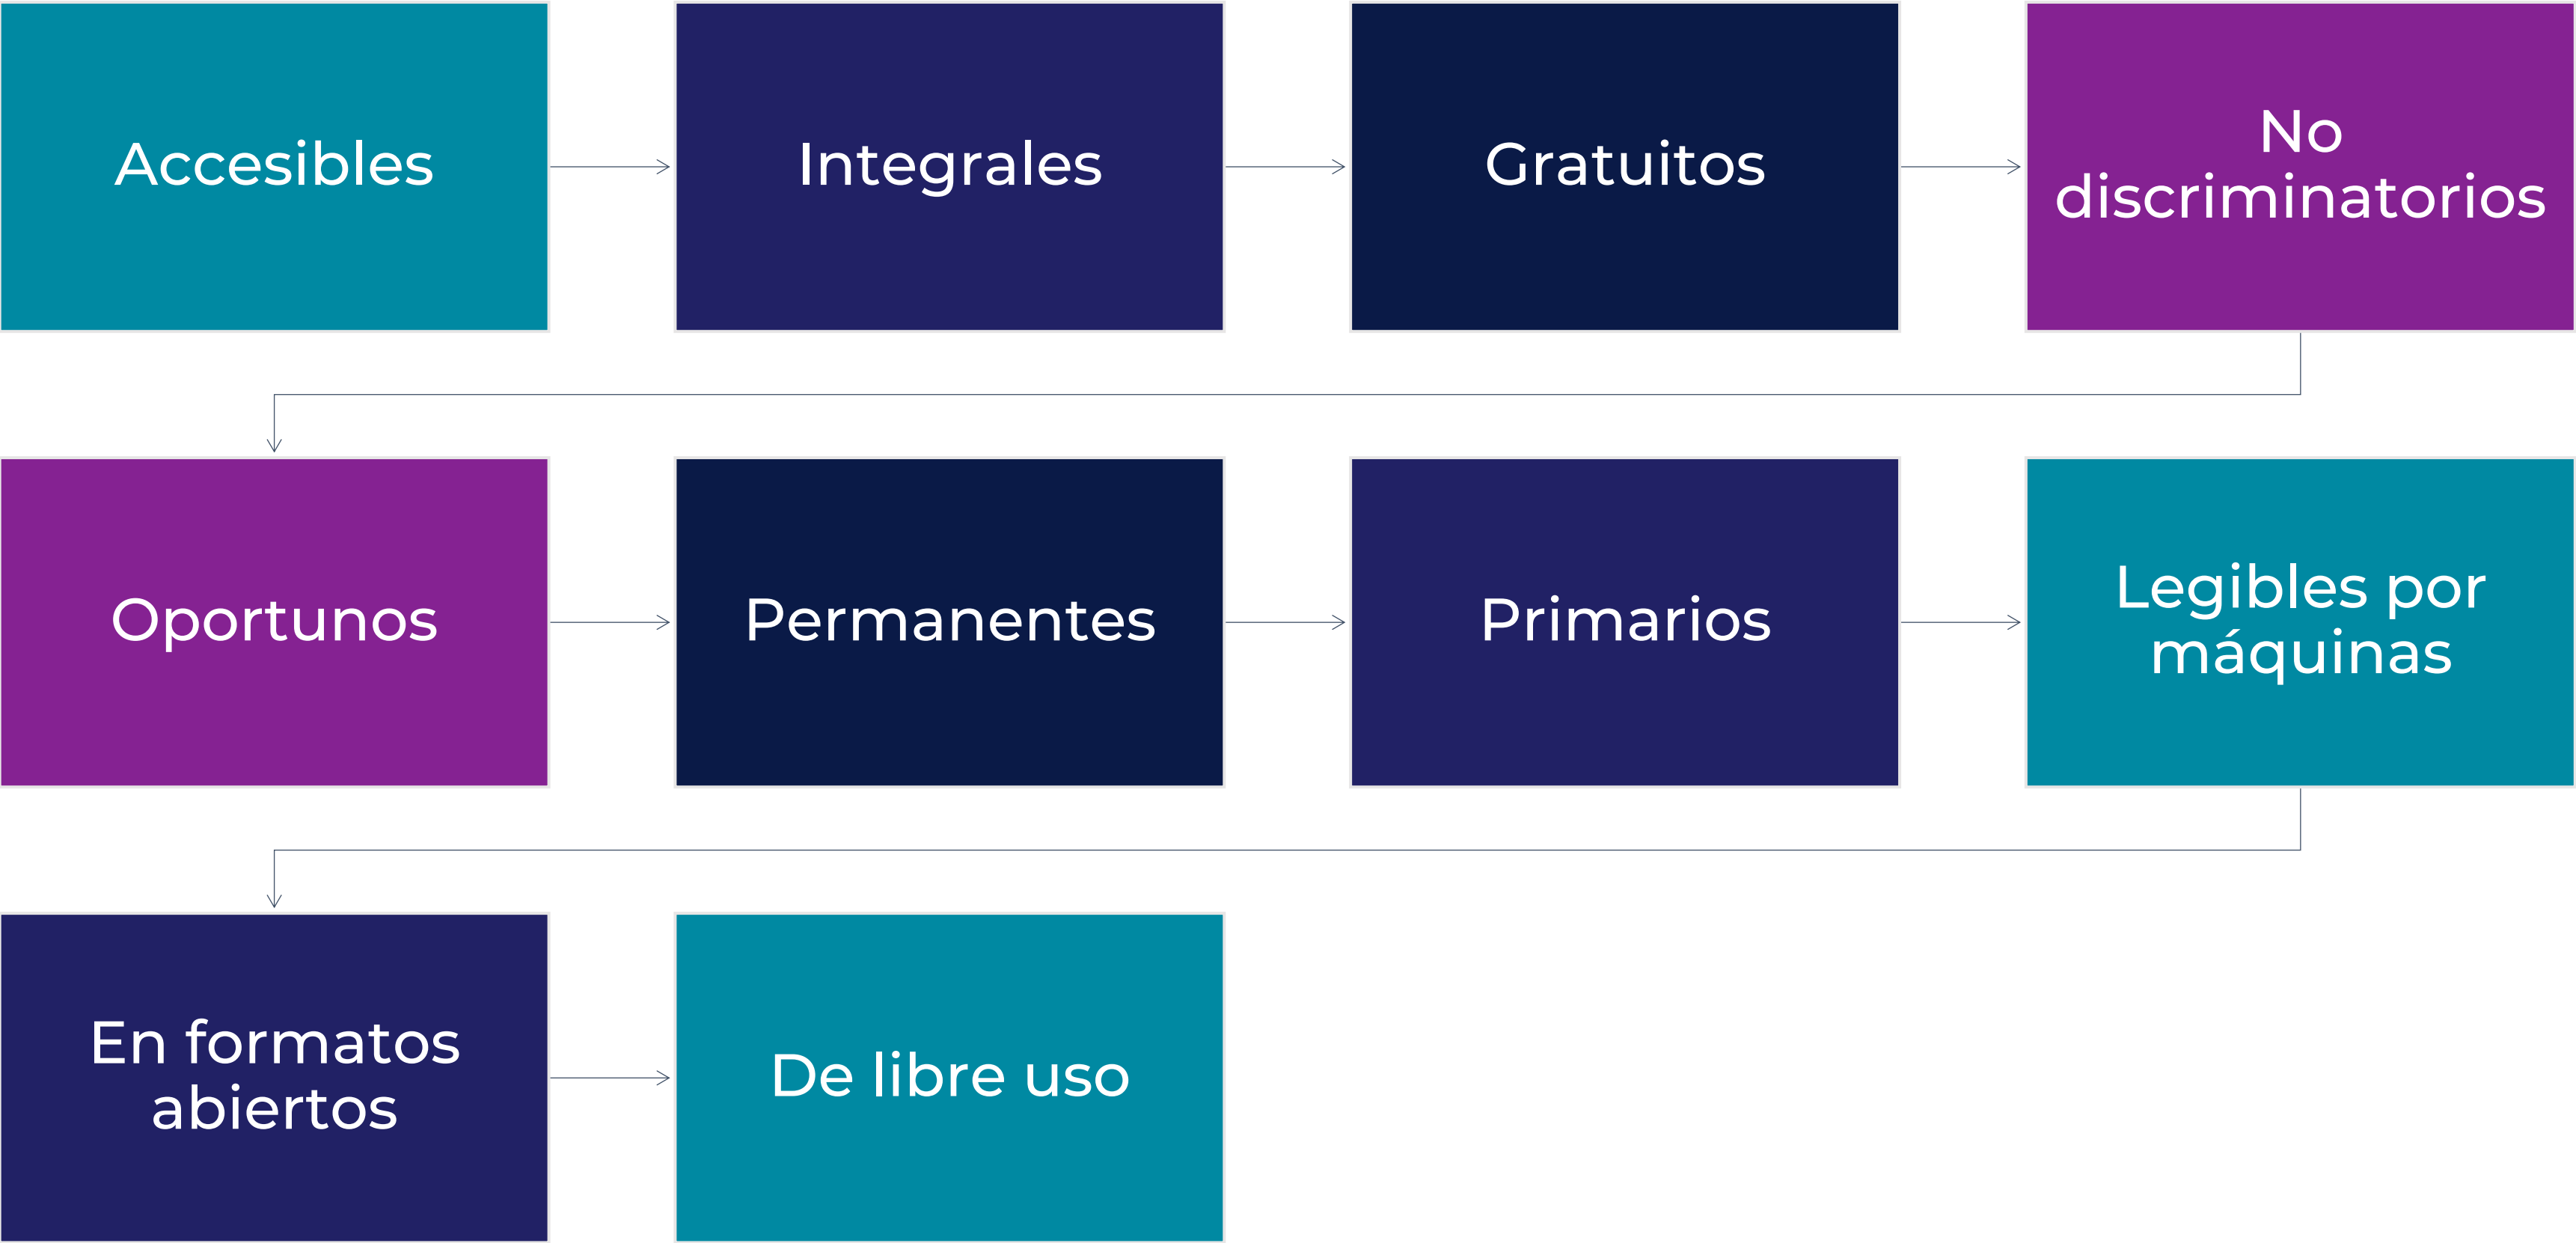 Accesibles
Integrales
Gratuitos
No
discriminatorios
Oportunos
Permanentes
Primarios
Legibles por
máquinas
En formatos
abiertos
De libre uso